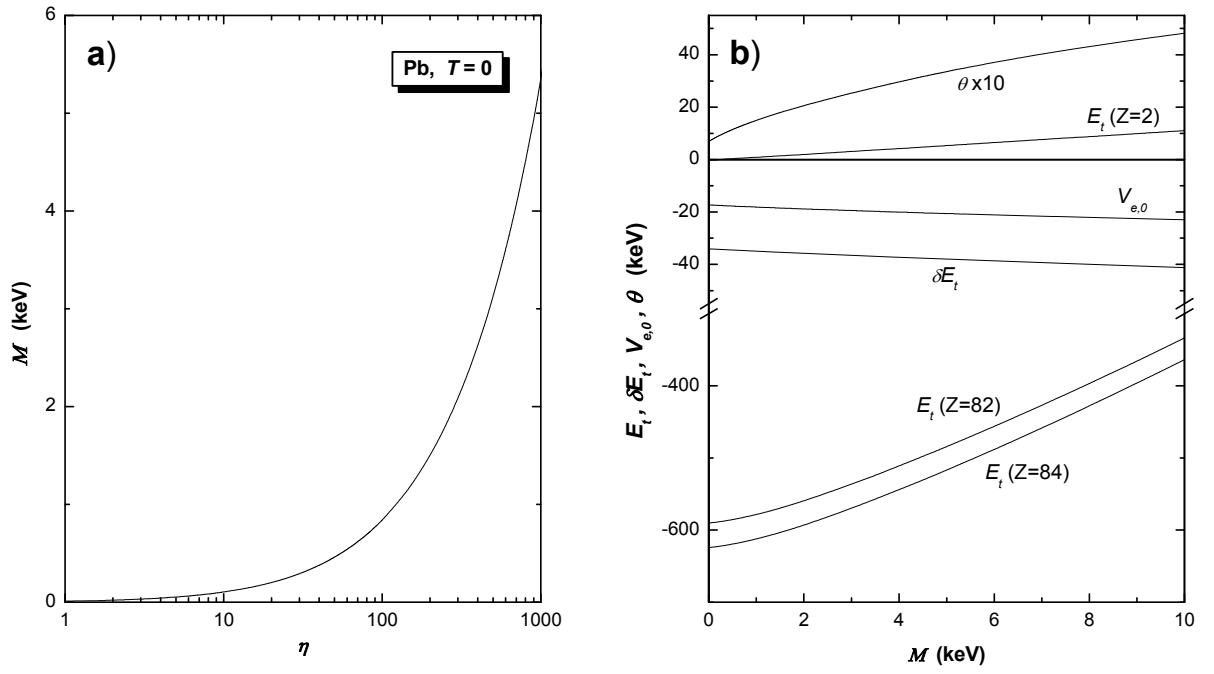 a)
Pb, T = 0
6
4
2
0
M (keV)
1
10
100
1000
η
b)
40
20
0
-20
-40
-400
-600
E_t, δE_t, V_e,0, θ (keV)
θ x10
E_t (Z=2)
V_e,0
δE_t
E_t (Z=82)
E_t (Z=84)
0
2
4
6
8
10
M (keV)